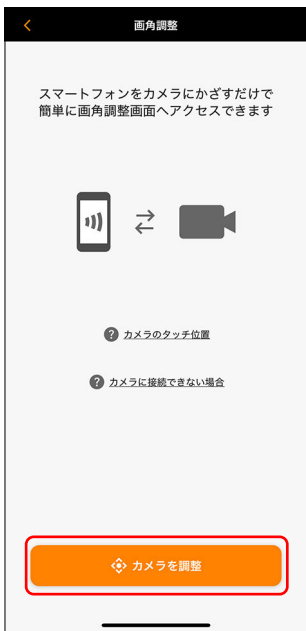 画角調整
スマートフォンをカメラにかざすだけで
簡単に画角調整画面へアクセスできます
? カメラのタッチ位置
? カメラに接続できない場合
カメラを調整